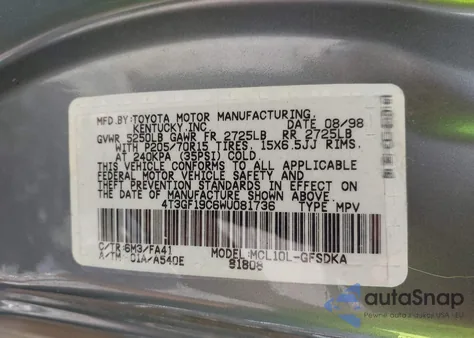 MFD.BY:TOYOTA MOTOR MANUFACTURING,
KENTUCKY,INC. DATE 08/98
GVWR 5250LB GAWR FR 2725LB RR 2725LB
WITH P205/70R15 TIRES, 15X6.5JJ RIMS,
AT 240KPA (35PSI) COLD.
THIS VEHICLE CONFORMS TO ALL APPLICABLE
FEDERAL MOTOR VEHICLE SAFETY STANDARDS IN
EFFECT ON THE DATE OF MANUFACTURE SHOWN ABOVE.
4T3GF19C6WU081736 TYPE MPV
C/TR:6M3/FA41 MODEL:MCL10L-GFSDKA
A/TM: 01A/A540E 91808
autoSnap